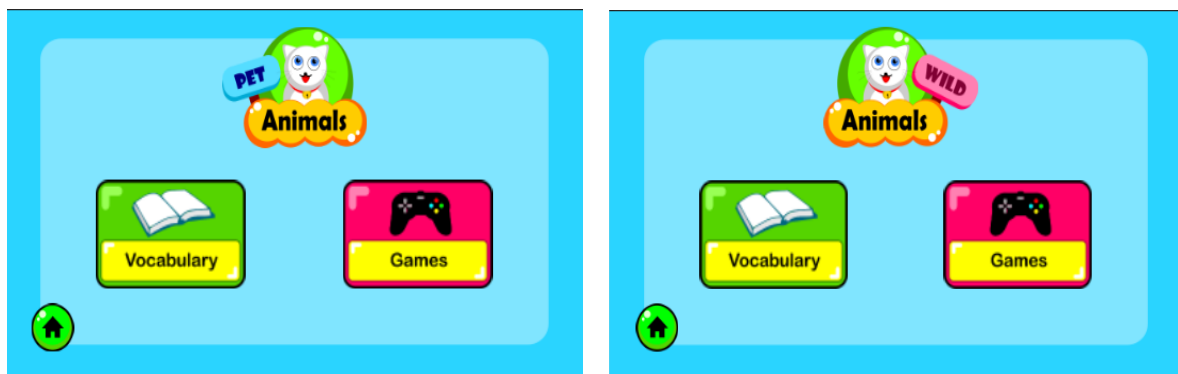 PET
Animals
Vocabulary
Games
WILD
Animals
Vocabulary
Games